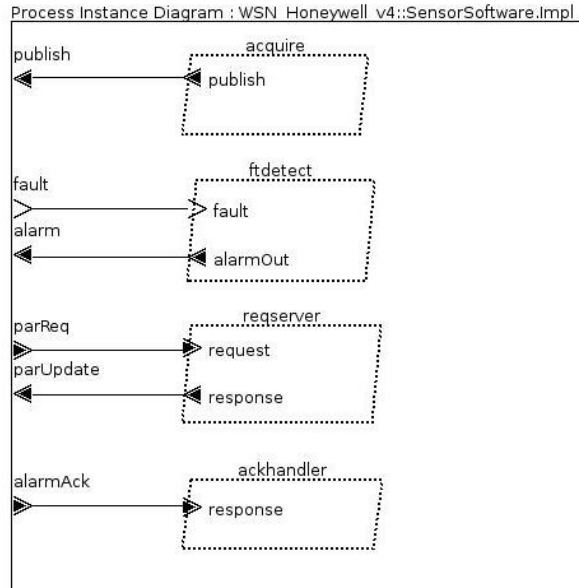 Process Instance Diagram : WSN_Honeywell_v4::SensorSoftware.Impl
acquire
publish
publish
ftdetect
fault
fault
alarm
alarmOut
reqserver
parReq
request
parUpdate
response
ackhandler
alarmAck
response